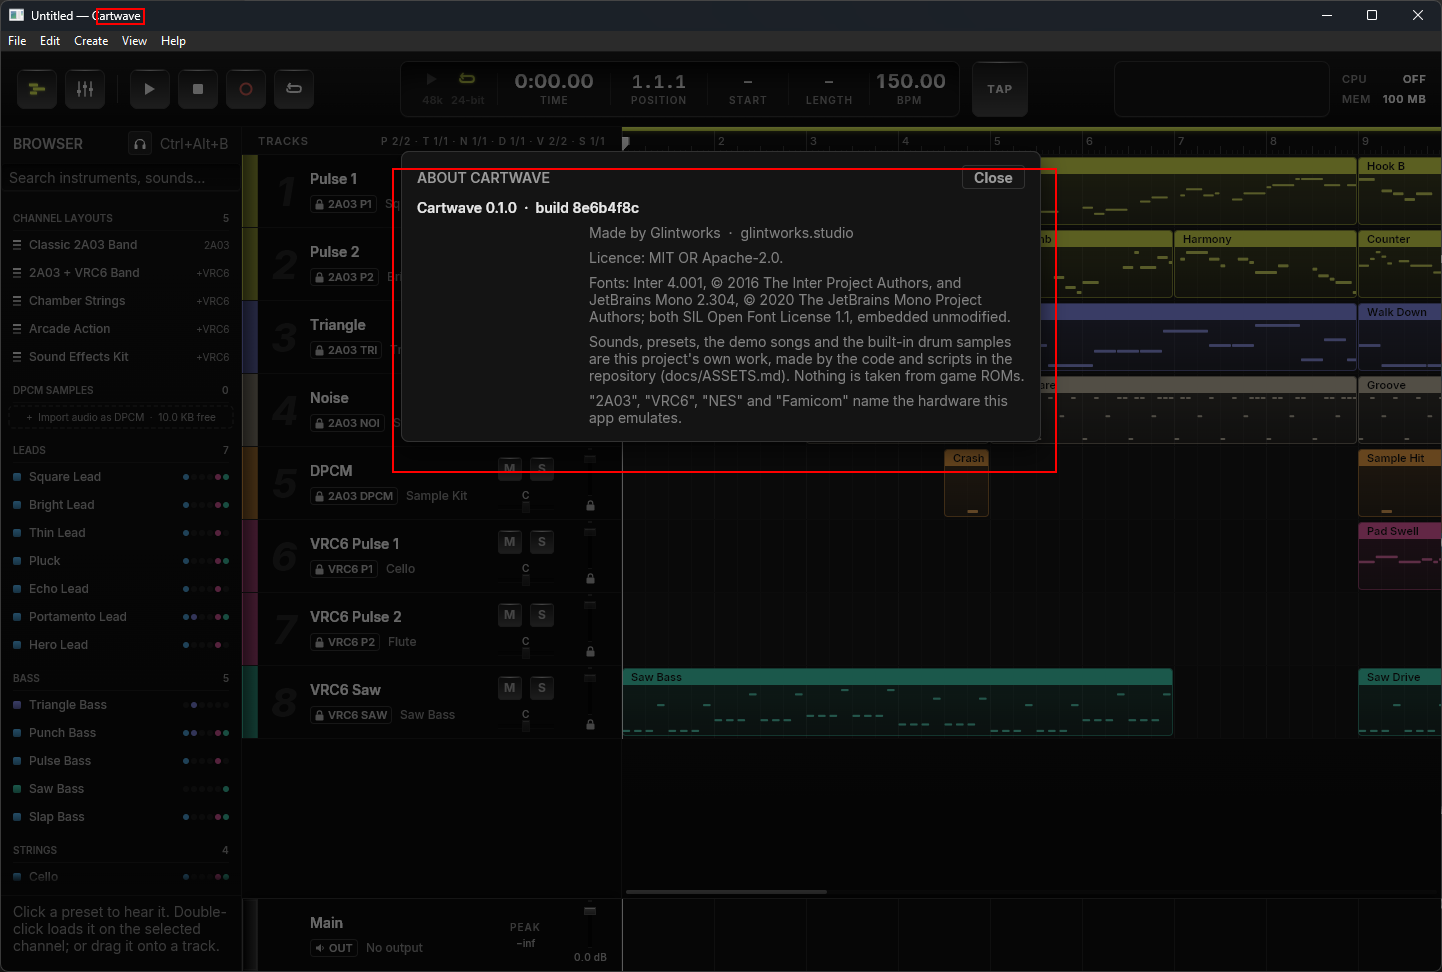 Untitled — Cartwave
File Edit Create View Help
48k 24-bit
0:00.00
TIME
1.1.1
POSITION
–
START
–
LENGTH
150.00
BPM
TAP
CPU OFF
MEM 100 MB
BROWSER Ctrl+Alt+B
Search instruments, sounds...
CHANNEL LAYOUTS 5
Classic 2A03 Band 2A03
2A03 + VRC6 Band +VRC6
Chamber Strings +VRC6
Arcade Action +VRC6
Sound Effects Kit +VRC6
DPCM SAMPLES 0
+ Import audio as DPCM · 10.0 KB free
LEADS 7
Square Lead
Bright Lead
Thin Lead
Pluck
Echo Lead
Portamento Lead
Hero Lead
BASS 5
Triangle Bass
Punch Bass
Pulse Bass
Saw Bass
Slap Bass
STRINGS 4
Cello
Click a preset to hear it. Double-
click loads it on the selected
channel; or drag it onto a track.
TRACKS P 2/2 · T 1/1 · N 1/1 · D 1/1 · V 2/2 · S 1/1
2 3 4 5 6 7 8 9
1 Pulse 1
2A03 P1
2 Pulse 2
2A03 P2
3 Triangle
2A03 TRI
4 Noise
2A03 NOI
5 DPCM M S
2A03 DPCM Sample Kit C
6 VRC6 Pulse 1 M S
VRC6 P1 Cello C
7 VRC6 Pulse 2 M S
VRC6 P2 Flute C
8 VRC6 Saw M S
VRC6 SAW Saw Bass C
Hook B
Harmony Counter
Walk Down
Groove
Crash Sample Hit
Pad Swell
Saw Bass Saw Drive
ABOUT CARTWAVE Close
Cartwave 0.1.0 · build 8e6b4f8c
Made by Glintworks · glintworks.studio
Licence: MIT OR Apache-2.0.
Fonts: Inter 4.001, © 2016 The Inter Project Authors, and
JetBrains Mono 2.304, © 2020 The JetBrains Mono Project
Authors; both SIL Open Font License 1.1, embedded unmodified.
Sounds, presets, the demo songs and the built-in drum samples
are this project's own work, made by the code and scripts in the
repository (docs/ASSETS.md). Nothing is taken from game ROMs.
"2A03", "VRC6", "NES" and "Famicom" name the hardware this
app emulates.
Main
OUT No output
PEAK
-inf
0.0 dB